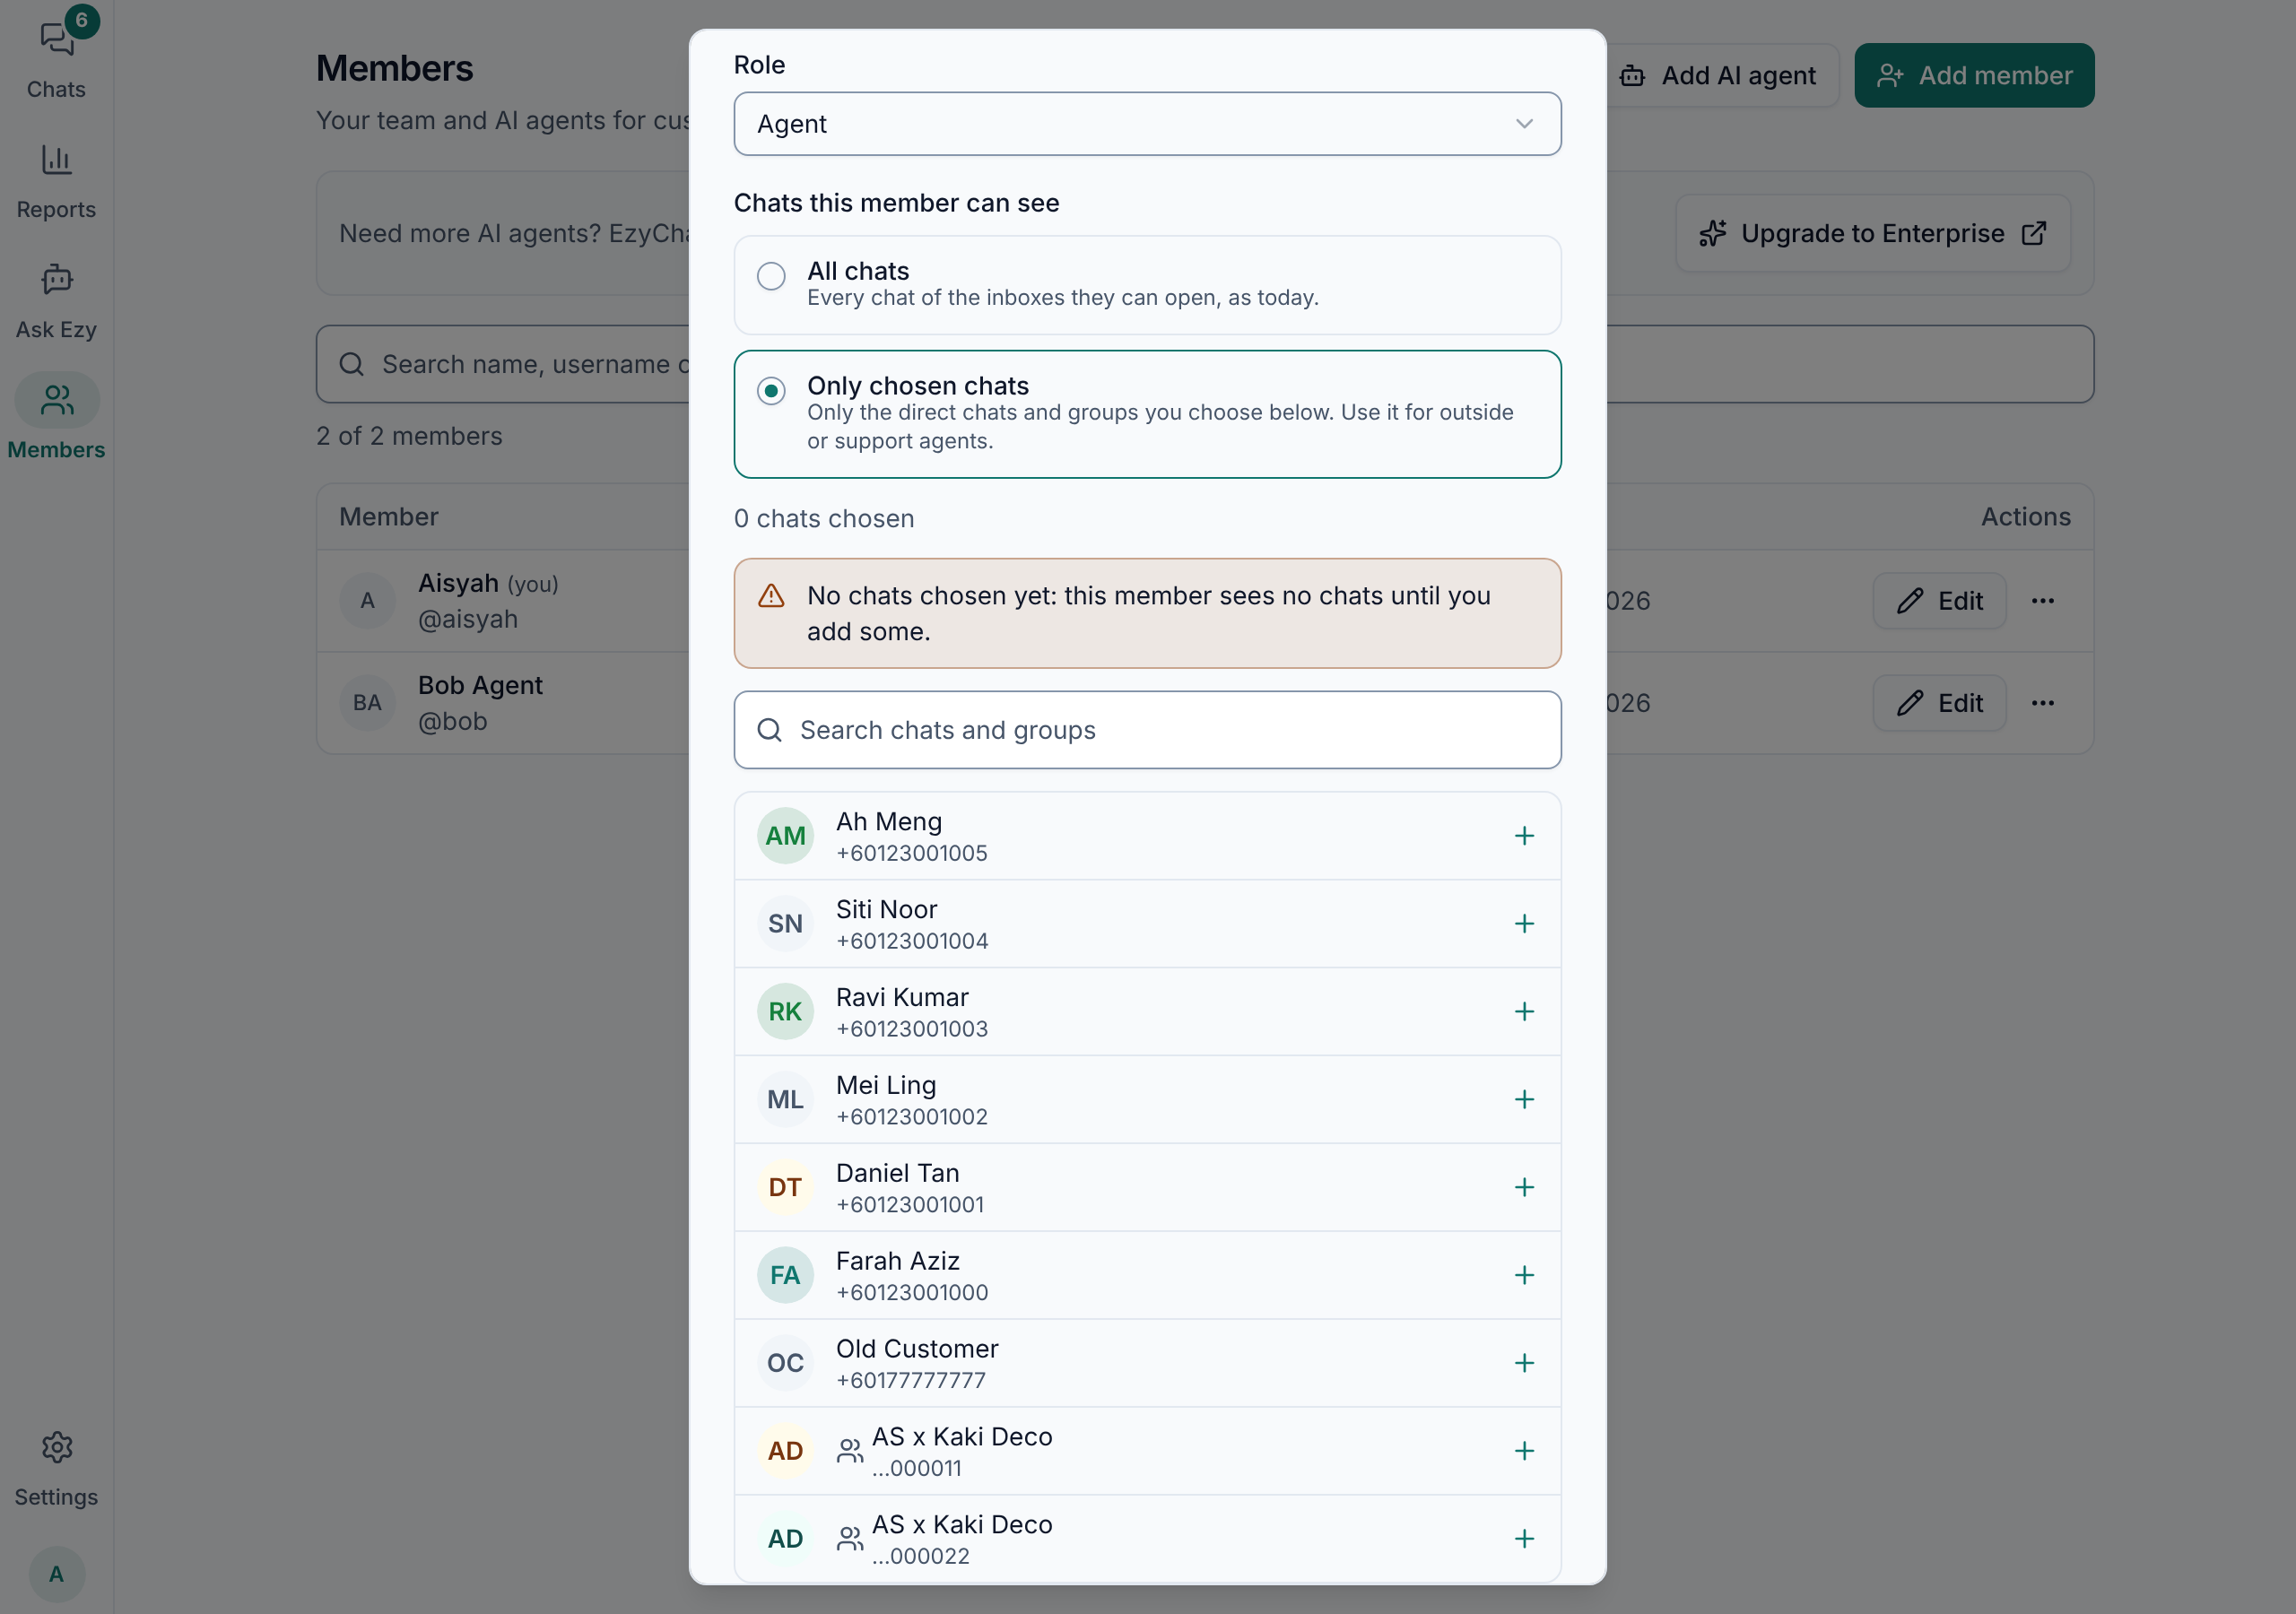 6
Chats
Reports
Ask Ezy
Members
Settings
A
Members
Your team and AI agents for cus
Add AI agent
Add member
Need more AI agents? EzyCha
Upgrade to Enterprise
Search name, username o
2 of 2 members
Member
Actions
A
Aisyah (you)
@aisyah
026
Edit
BA
Bob Agent
@bob
026
Edit
Role
Agent
Chats this member can see
All chats
Every chat of the inboxes they can open, as today.
Only chosen chats
Only the direct chats and groups you choose below. Use it for outside
or support agents.
0 chats chosen
No chats chosen yet: this member sees no chats until you
add some.
Search chats and groups
AM
Ah Meng
+60123001005
SN
Siti Noor
+60123001004
RK
Ravi Kumar
+60123001003
ML
Mei Ling
+60123001002
DT
Daniel Tan
+60123001001
FA
Farah Aziz
+60123001000
OC
Old Customer
+60177777777
AD
AS x Kaki Deco
...000011
AD
AS x Kaki Deco
...000022